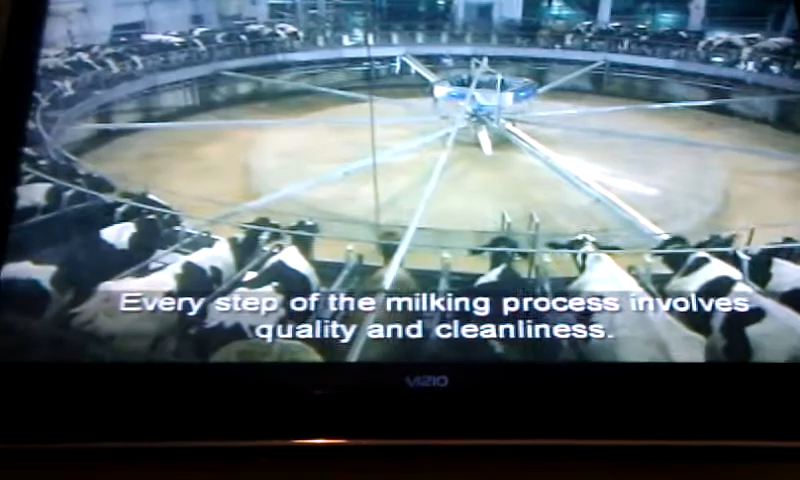 Every step of the milking process involves
quality and cleanliness.
VIZIO